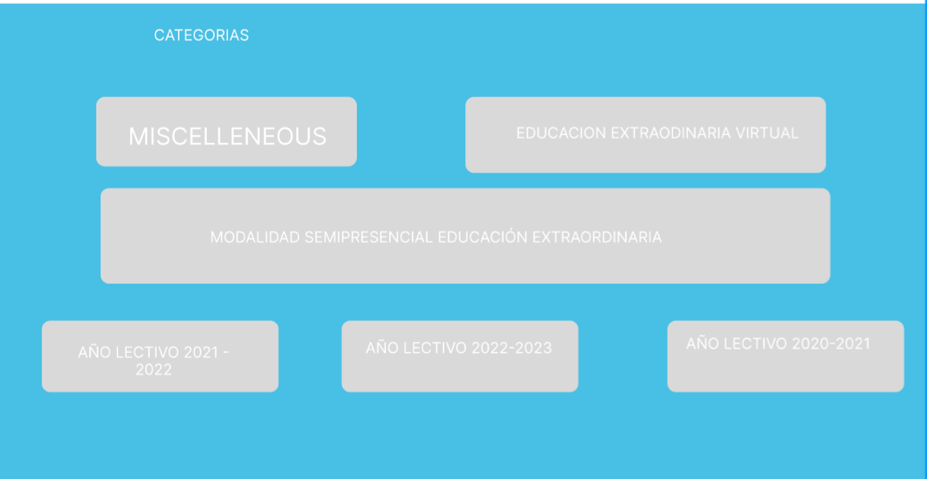 CATEGORIAS
MISCELLENEOUS
EDUCACION EXTRAODINARIA VIRTUAL
MODALIDAD SEMIPRESENCIAL EDUCACIÓN EXTRAORDINARIA
AÑO LECTIVO 2021 -
2022
AÑO LECTIVO 2022-2023
AÑO LECTIVO 2020-2021